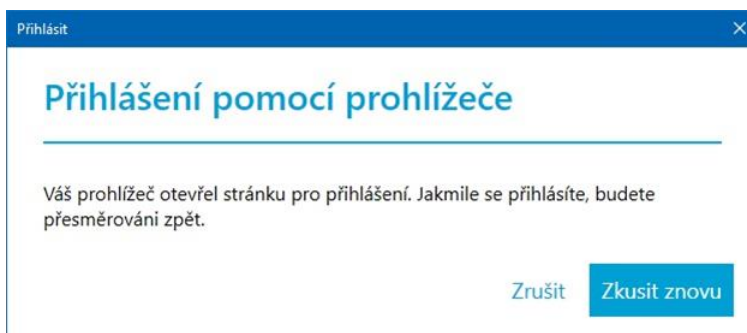 Přihlásit
Přihlášení pomocí prohlížeče
Váš prohlížeč otevřel stránku pro přihlášení. Jakmile se přihlásíte, budete
přesměrováni zpět.
Zrušit Zkusit znovu